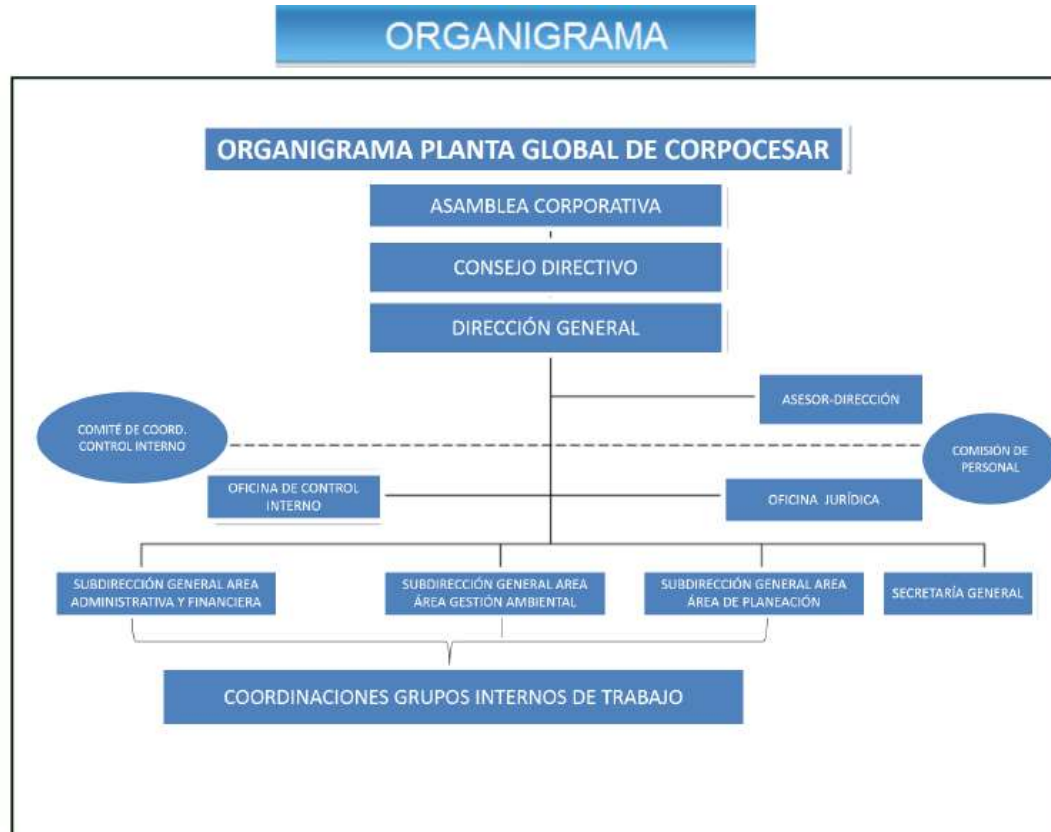 ORGANIGRAMA
ORGANIGRAMA PLANTA GLOBAL DE CORPOCESAR
ASAMBLEA CORPORATIVA
CONSEJO DIRECTIVO
DIRECCIÓN GENERAL
ASESOR-DIRECCIÓN
COMITÉ DE COORD.
CONTROL INTERNO
COMISIÓN DE
PERSONAL
OFICINA DE CONTROL
INTERNO
OFICINA JURÍDICA
SUBDIRECCIÓN GENERAL AREA
ADMINISTRATIVA Y FINANCIERA
SUBDIRECCIÓN GENERAL AREA
ÁREA GESTIÓN AMBIENTAL
SUBDIRECCIÓN GENERAL AREA
ÁREA DE PLANEACIÓN
SECRETARÍA GENERAL
COORDINACIONES GRUPOS INTERNOS DE TRABAJO